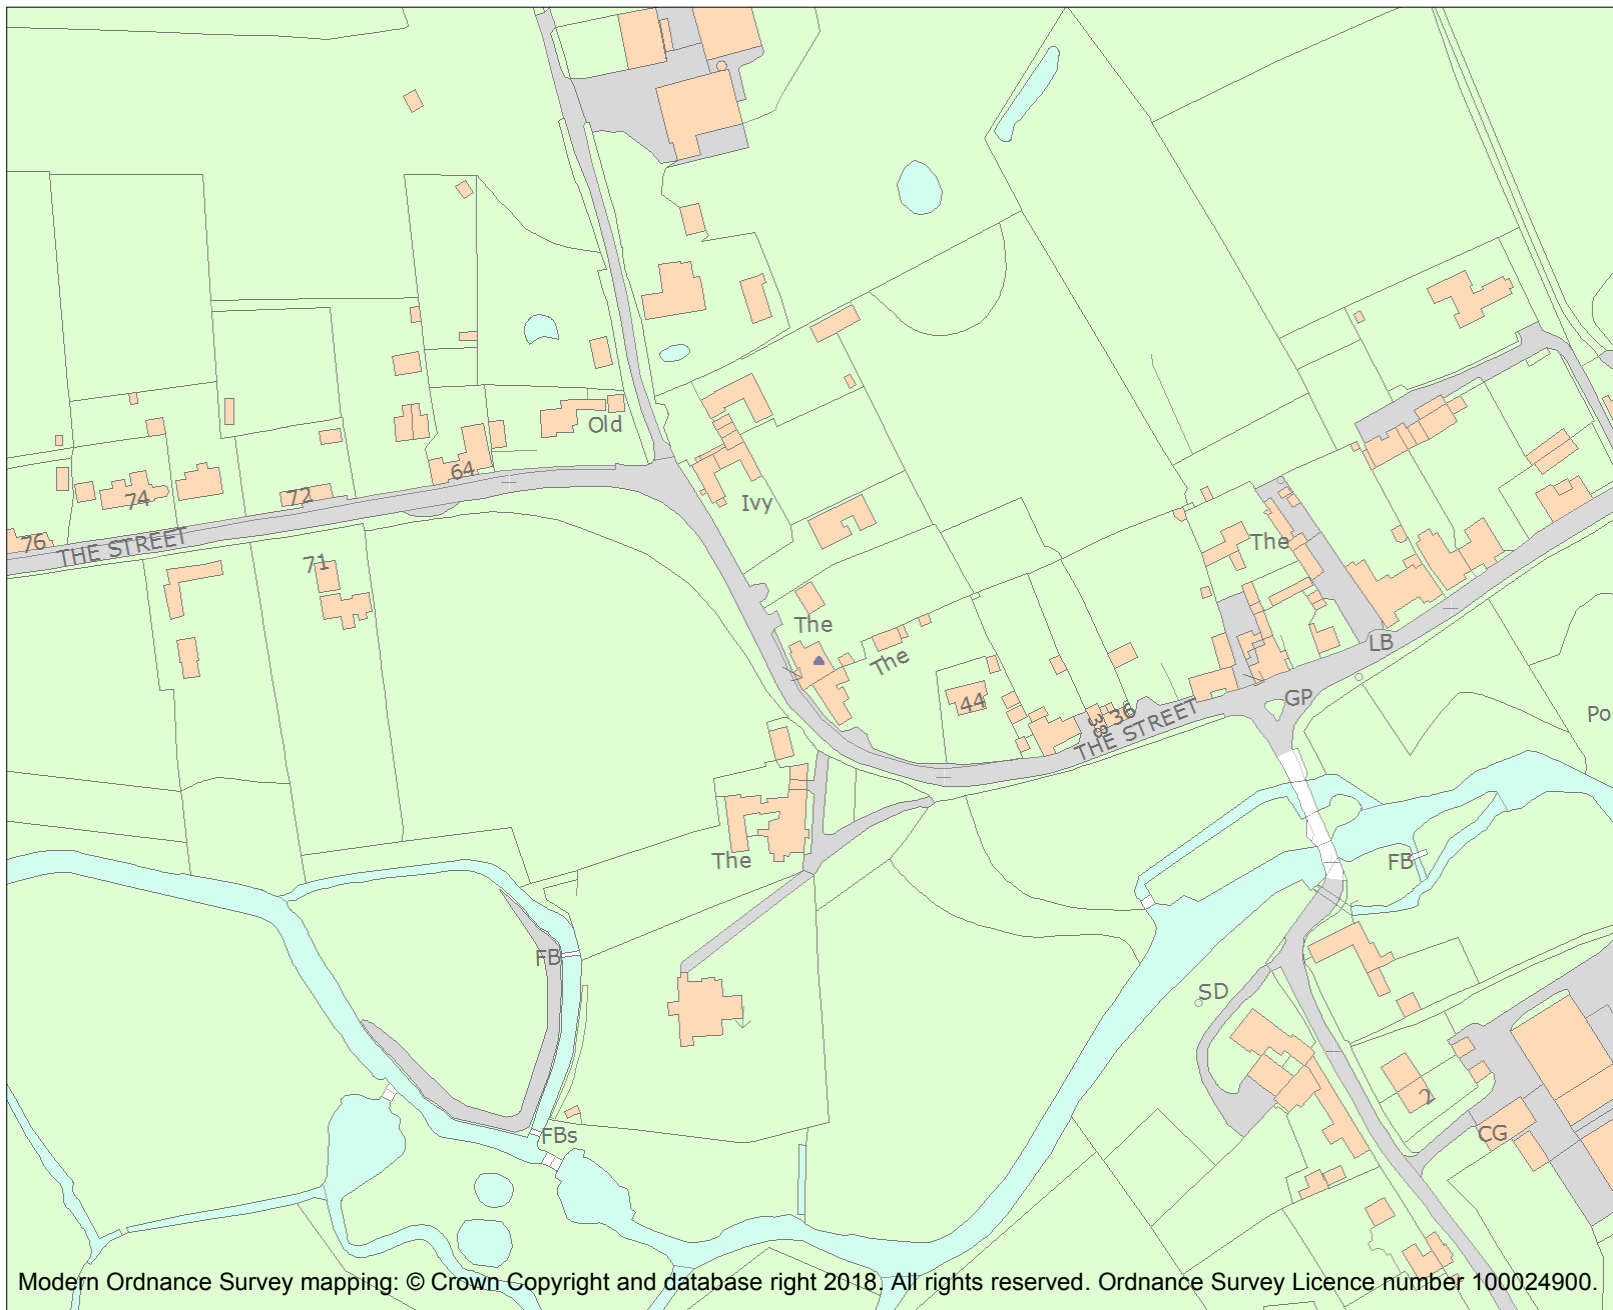 Old
64
74
72
Ivy
76
THE STREET
The
71
The
LB
The
GP
44
36
38
THE STREET
Po
The
FB
FB
SD
2
CG
FBs
Modern Ordnance Survey mapping: © Crown Copyright and database right 2018. All rights reserved. Ordnance Survey Licence number 100024900.